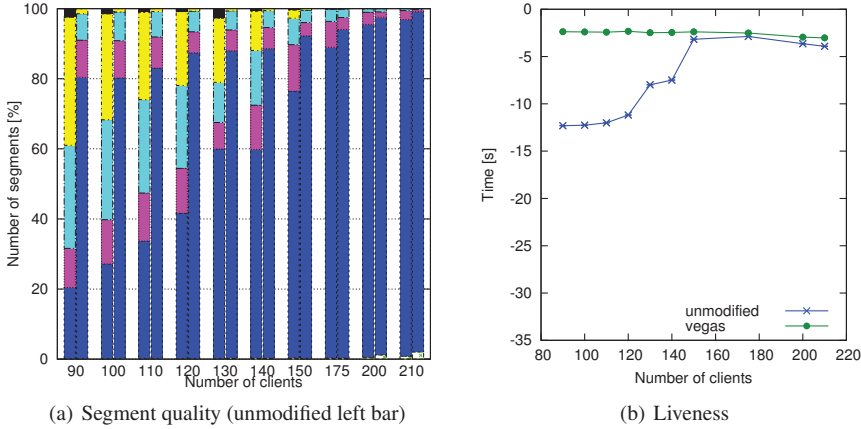 Number of segments [%]
100
80
60
40
20
0
90 100 110 120 130 140 150 175 200 210
Number of clients
(a) Segment quality (unmodified left bar)
Time [s]
0
-5
-10
-15
-20
-25
-30
-35
unmodified
vegas
80 100 120 140 160 180 200 220
Number of clients
(b) Liveness